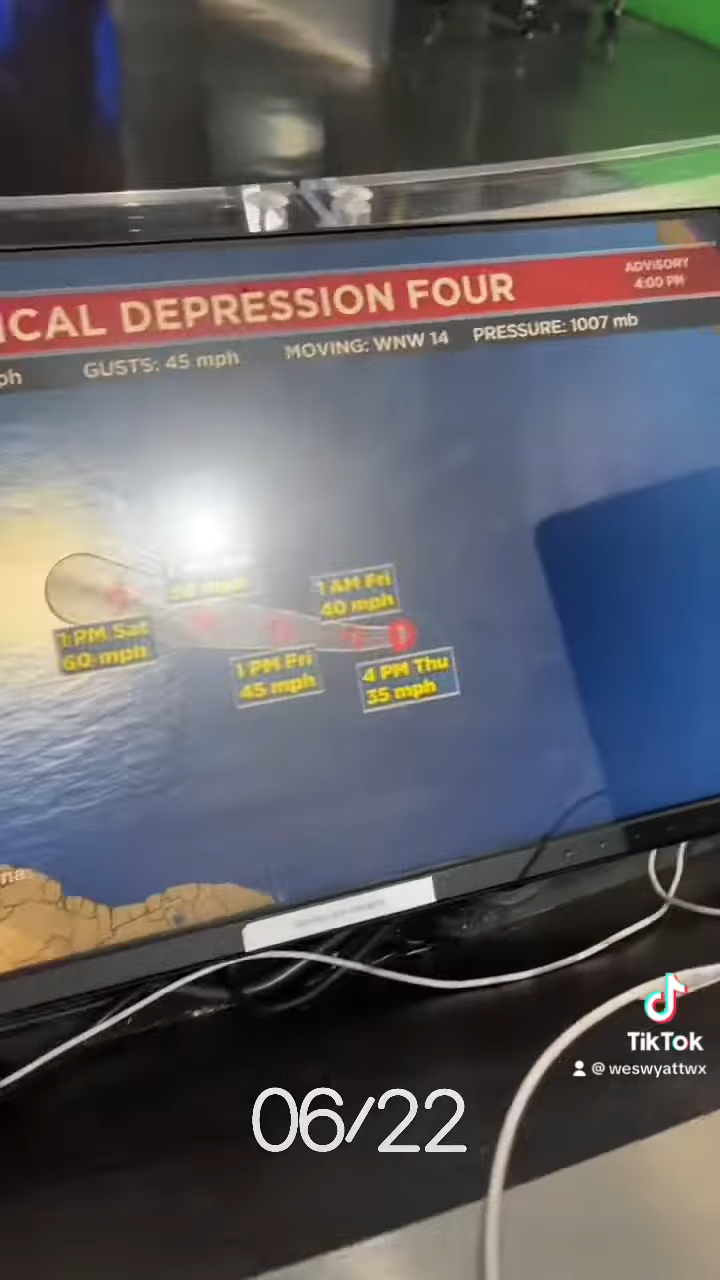 ICAL DEPRESSION FOUR
ADVISORY
4:00 PM
ph GUSTS: 45 mph MOVING: WNW 14 PRESSURE: 1007 mb
1 AM Fri
40 mph
1 PM Sat
60 mph
1 PM Fri
45 mph
4 PM Thu
35 mph
na
TikTok
@weswyattwx
06/22